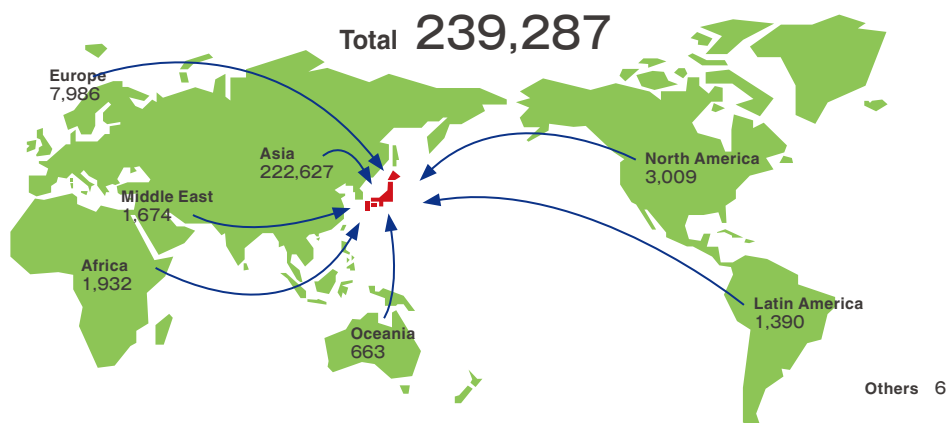 Total 239,287
Europe
7,986
Asia
222,627
North America
3,009
Middle East
1,674
Africa
1,932
Latin America
1,390
Oceania
663
Others 6